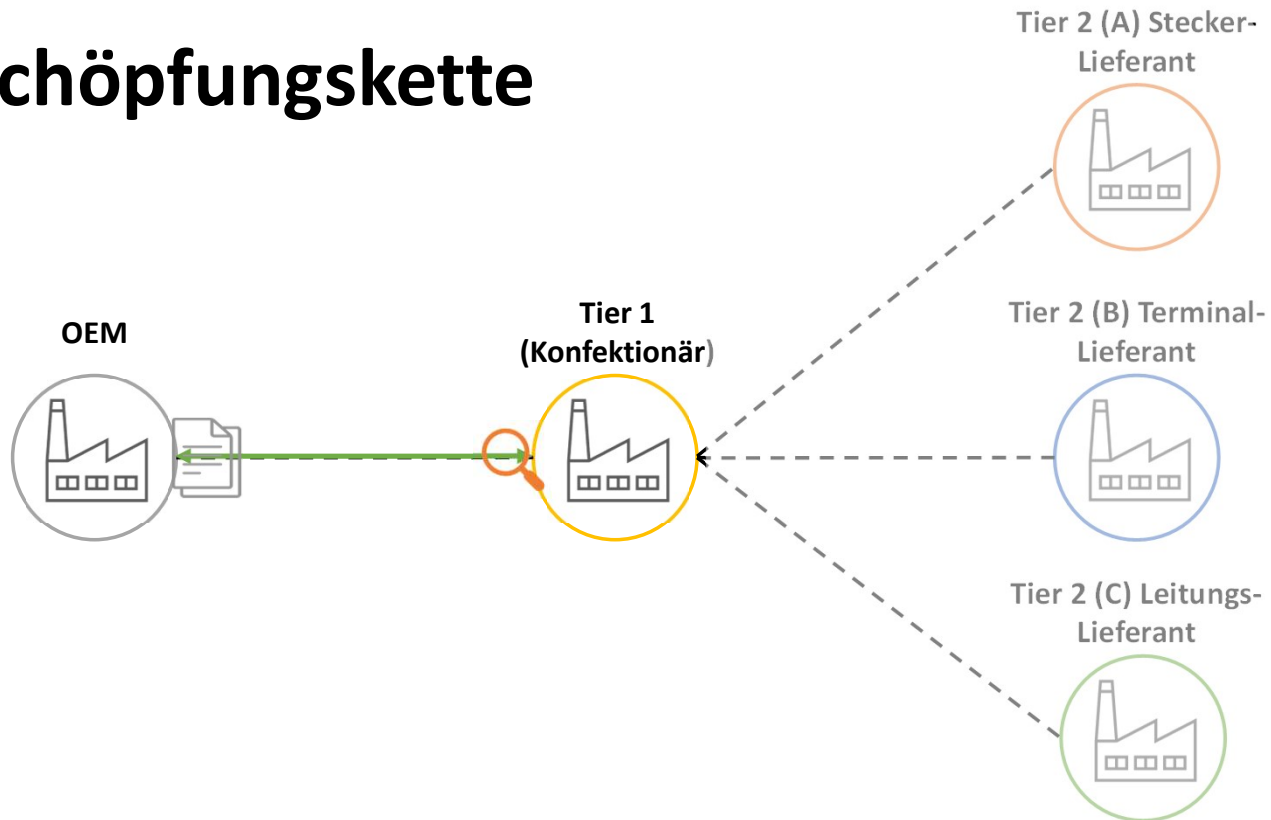 chöpfungskette
Tier 2 (A) Stecker-
Lieferant
OEM
Tier 1
(Konfektionär)
Tier 2 (B) Terminal-
Lieferant
Tier 2 (C) Leitungs-
Lieferant